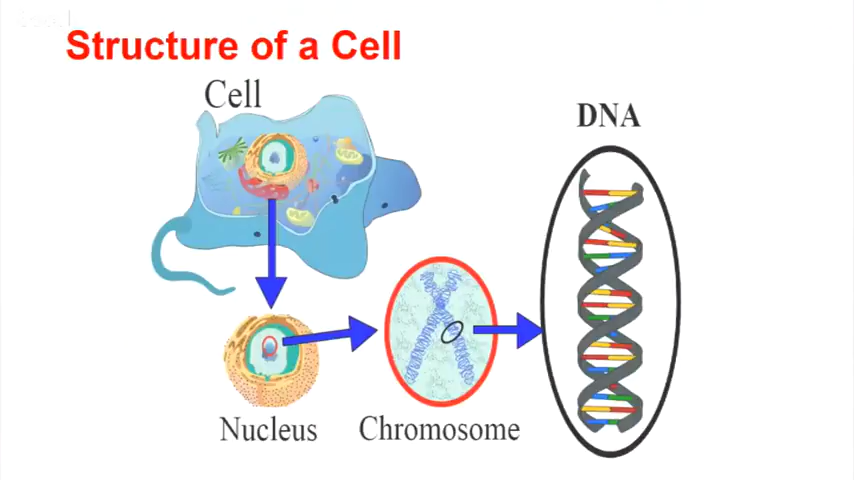 Structure of a Cell
Cell
DNA
Nucleus
Chromosome